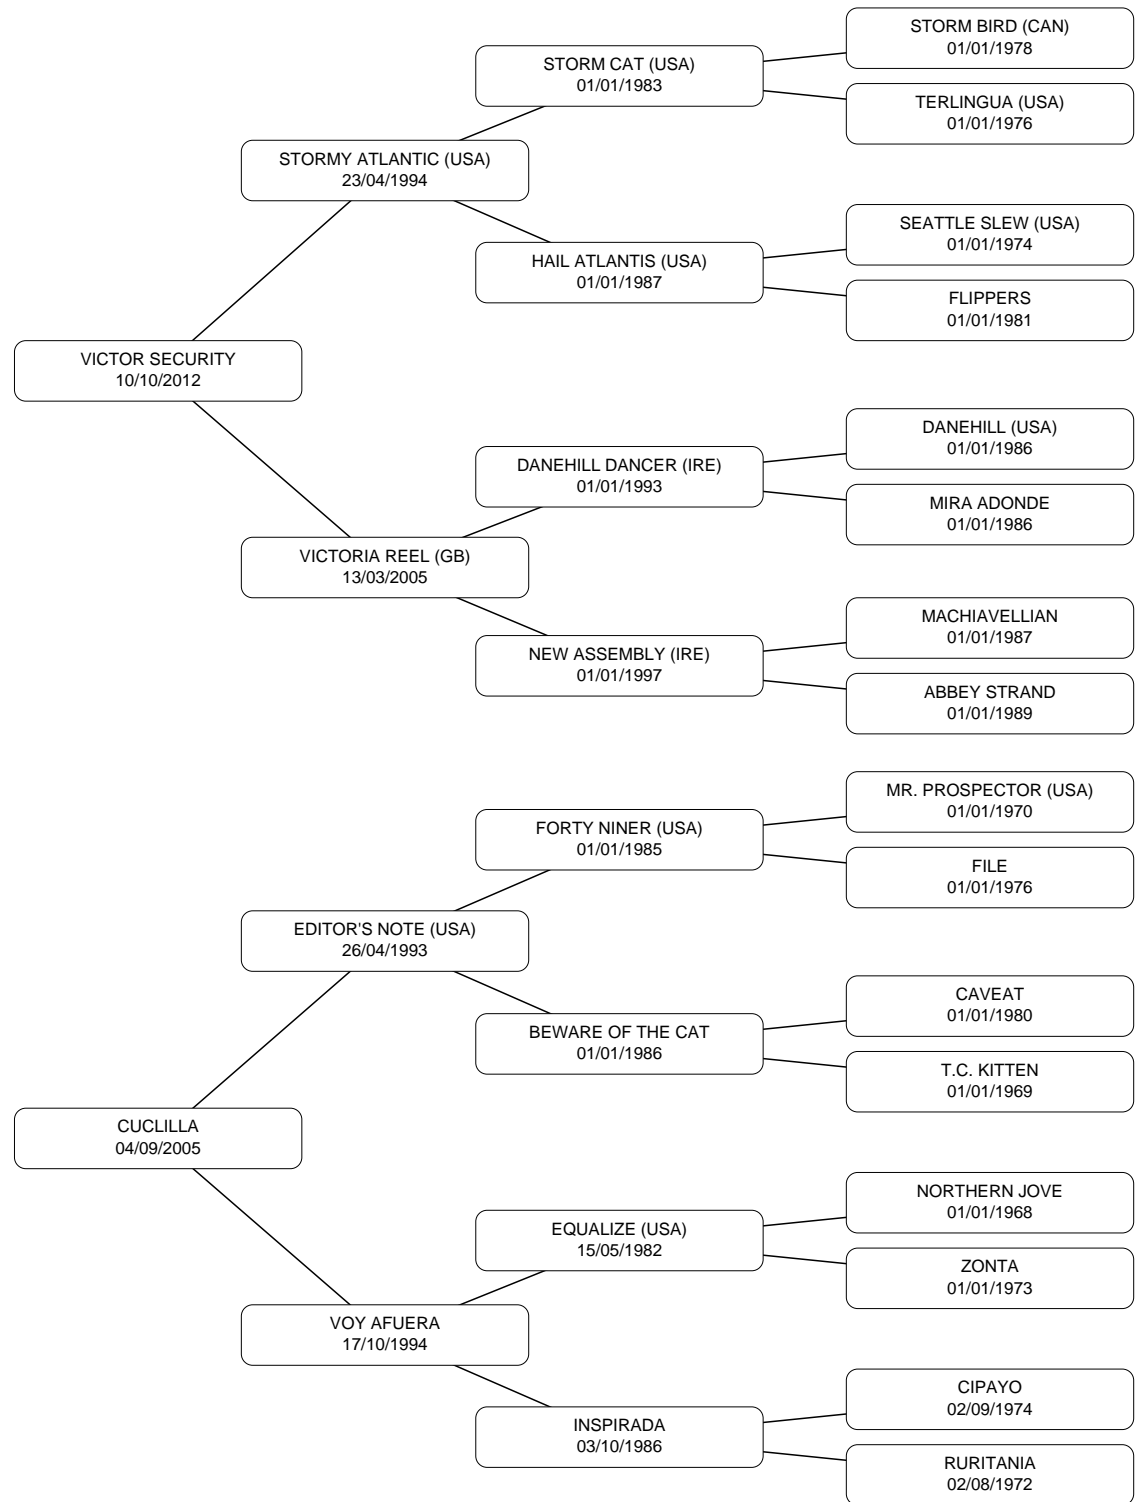 STORM BIRD (CAN)
01/01/1978
STORM CAT (USA)
01/01/1983
TERLINGUA (USA)
01/01/1976
STORMY ATLANTIC (USA)
23/04/1994
SEATTLE SLEW (USA)
01/01/1974
HAIL ATLANTIS (USA)
01/01/1987
FLIPPERS
01/01/1981
VICTOR SECURITY
10/10/2012
DANEHILL (USA)
01/01/1986
DANEHILL DANCER (IRE)
01/01/1993
MIRA ADONDE
01/01/1986
VICTORIA REEL (GB)
13/03/2005
MACHIAVELLIAN
01/01/1987
NEW ASSEMBLY (IRE)
01/01/1997
ABBEY STRAND
01/01/1989
MR. PROSPECTOR (USA)
01/01/1970
FORTY NINER (USA)
01/01/1985
FILE
01/01/1976
EDITOR'S NOTE (USA)
26/04/1993
CAVEAT
01/01/1980
BEWARE OF THE CAT
01/01/1986
T.C. KITTEN
01/01/1969
CUCLILLA
04/09/2005
NORTHERN JOVE
01/01/1968
EQUALIZE (USA)
15/05/1982
ZONTA
01/01/1973
VOY AFUERA
17/10/1994
CIPAYO
02/09/1974
INSPIRADA
03/10/1986
RURITANIA
02/08/1972